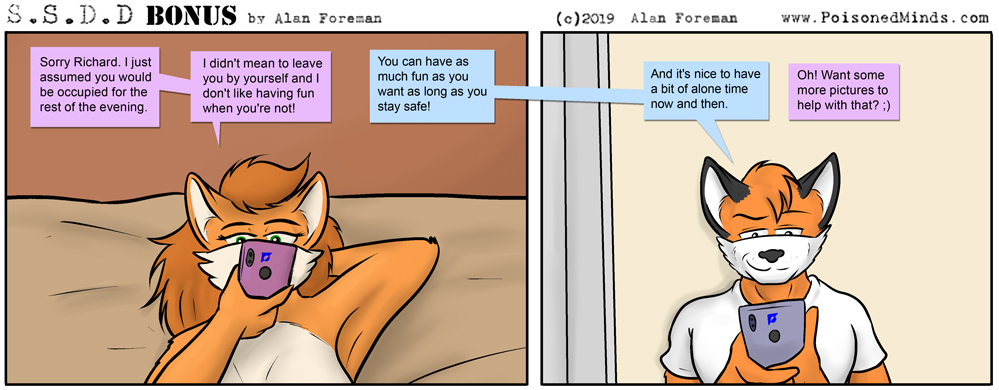 S.S.D.D BONUS by Alan Foreman (c)2019 Alan Foreman www.PoisonedMinds.com
Sorry Richard. I just
assumed you would
be occupied for the
rest of the evening.
I didn't mean to leave
you by yourself and I
don't like having fun
when you're not!
You can have as
much fun as you
want as long as you
stay safe!
And it's nice to have
a bit of alone time
now and then.
Oh! Want some
more pictures to
help with that? ;)